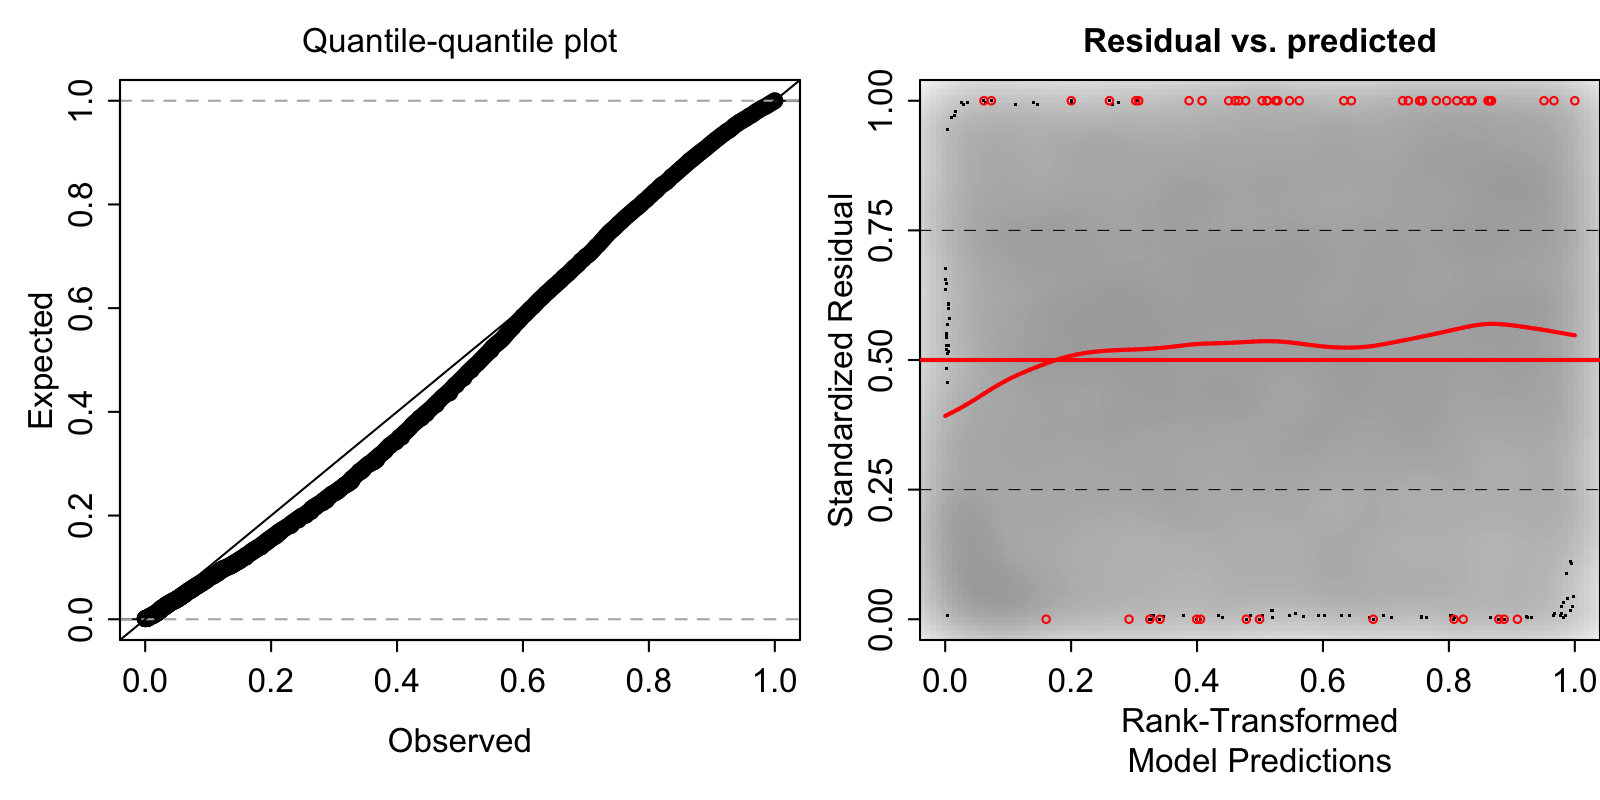 Quantile-quantile plot
Expected
0.0 0.2 0.4 0.6 0.8 1.0
0.0 0.2 0.4 0.6 0.8 1.0
Observed
Residual vs. predicted
Standardized Residual
0.00 0.25 0.50 0.75 1.00
0.0 0.2 0.4 0.6 0.8 1.0
Rank-Transformed
Model Predictions